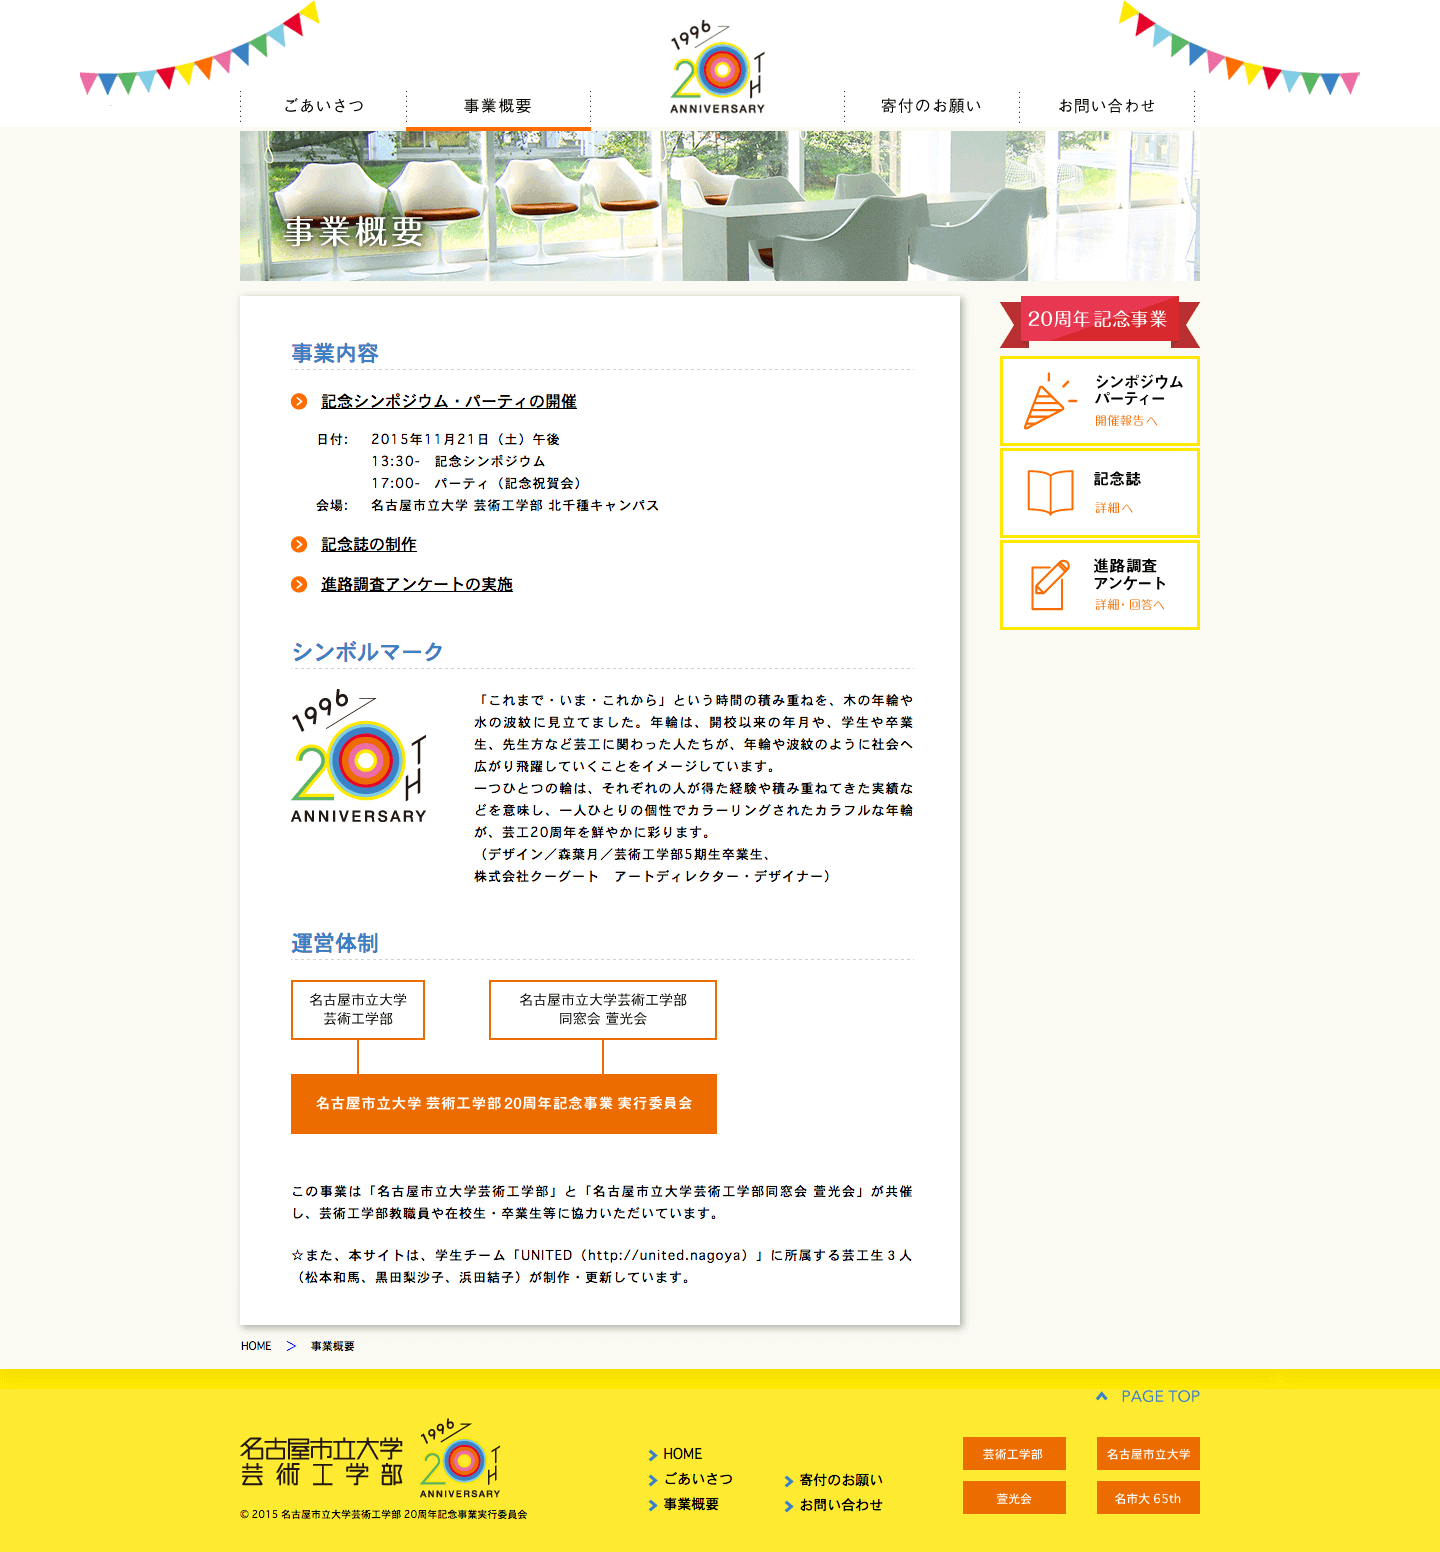 1996
20TH
ANNIVERSARY
ごあいさつ
事業概要
寄付のお願い
お問い合わせ
事業概要
事業内容
記念シンポジウム・パーティの開催
日付: 2015年11月21日（土）午後
13:30- 記念シンポジウム
17:00- パーティ（記念祝賀会）
会場: 名古屋市立大学 芸術工学部 北千種キャンパス
記念誌の制作
進路調査アンケートの実施
シンボルマーク
1996
20TH
ANNIVERSARY
「これまで・いま・これから」という時間の積み重ねを、木の年輪や
水の波紋に見立てました。年輪は、開校以来の年月や、学生や卒業
生、先生方など芸工に関わった人たちが、年輪や波紋のように社会へ
広がり飛躍していくことをイメージしています。
一つひとつの輪は、それぞれの人が得た経験や積み重ねてきた実績な
どを意味し、一人ひとりの個性でカラーリングされたカラフルな年輪
が、芸工20周年を鮮やかに彩ります。
（デザイン／森葉月／芸術工学部5期生卒業生、
株式会社クーグート　アートディレクター・デザイナー）
運営体制
名古屋市立大学
芸術工学部
名古屋市立大学芸術工学部
同窓会 萱光会
名古屋市立大学 芸術工学部 20周年記念事業 実行委員会
この事業は「名古屋市立大学芸術工学部」と「名古屋市立大学芸術工学部同窓会 萱光会」が共催
し、芸術工学部教職員や在校生・卒業生等に協力いただいています。
☆また、本サイトは、学生チーム「UNITED（http://united.nagoya）」に所属する芸工生３人
（松本和馬、黒田梨沙子、浜田結子）が制作・更新しています。
20周年記念事業
シンポジウム
パーティー
開催報告へ
記念誌
詳細へ
進路調査
アンケート
詳細・回答へ
HOME ＞ 事業概要
PAGE TOP
名古屋市立大学
芸術工学部
1996
20TH
ANNIVERSARY
© 2015 名古屋市立大学芸術工学部 20周年記念事業実行委員会
HOME
ごあいさつ
事業概要
寄付のお願い
お問い合わせ
芸術工学部
名古屋市立大学
萱光会
名市大 65th